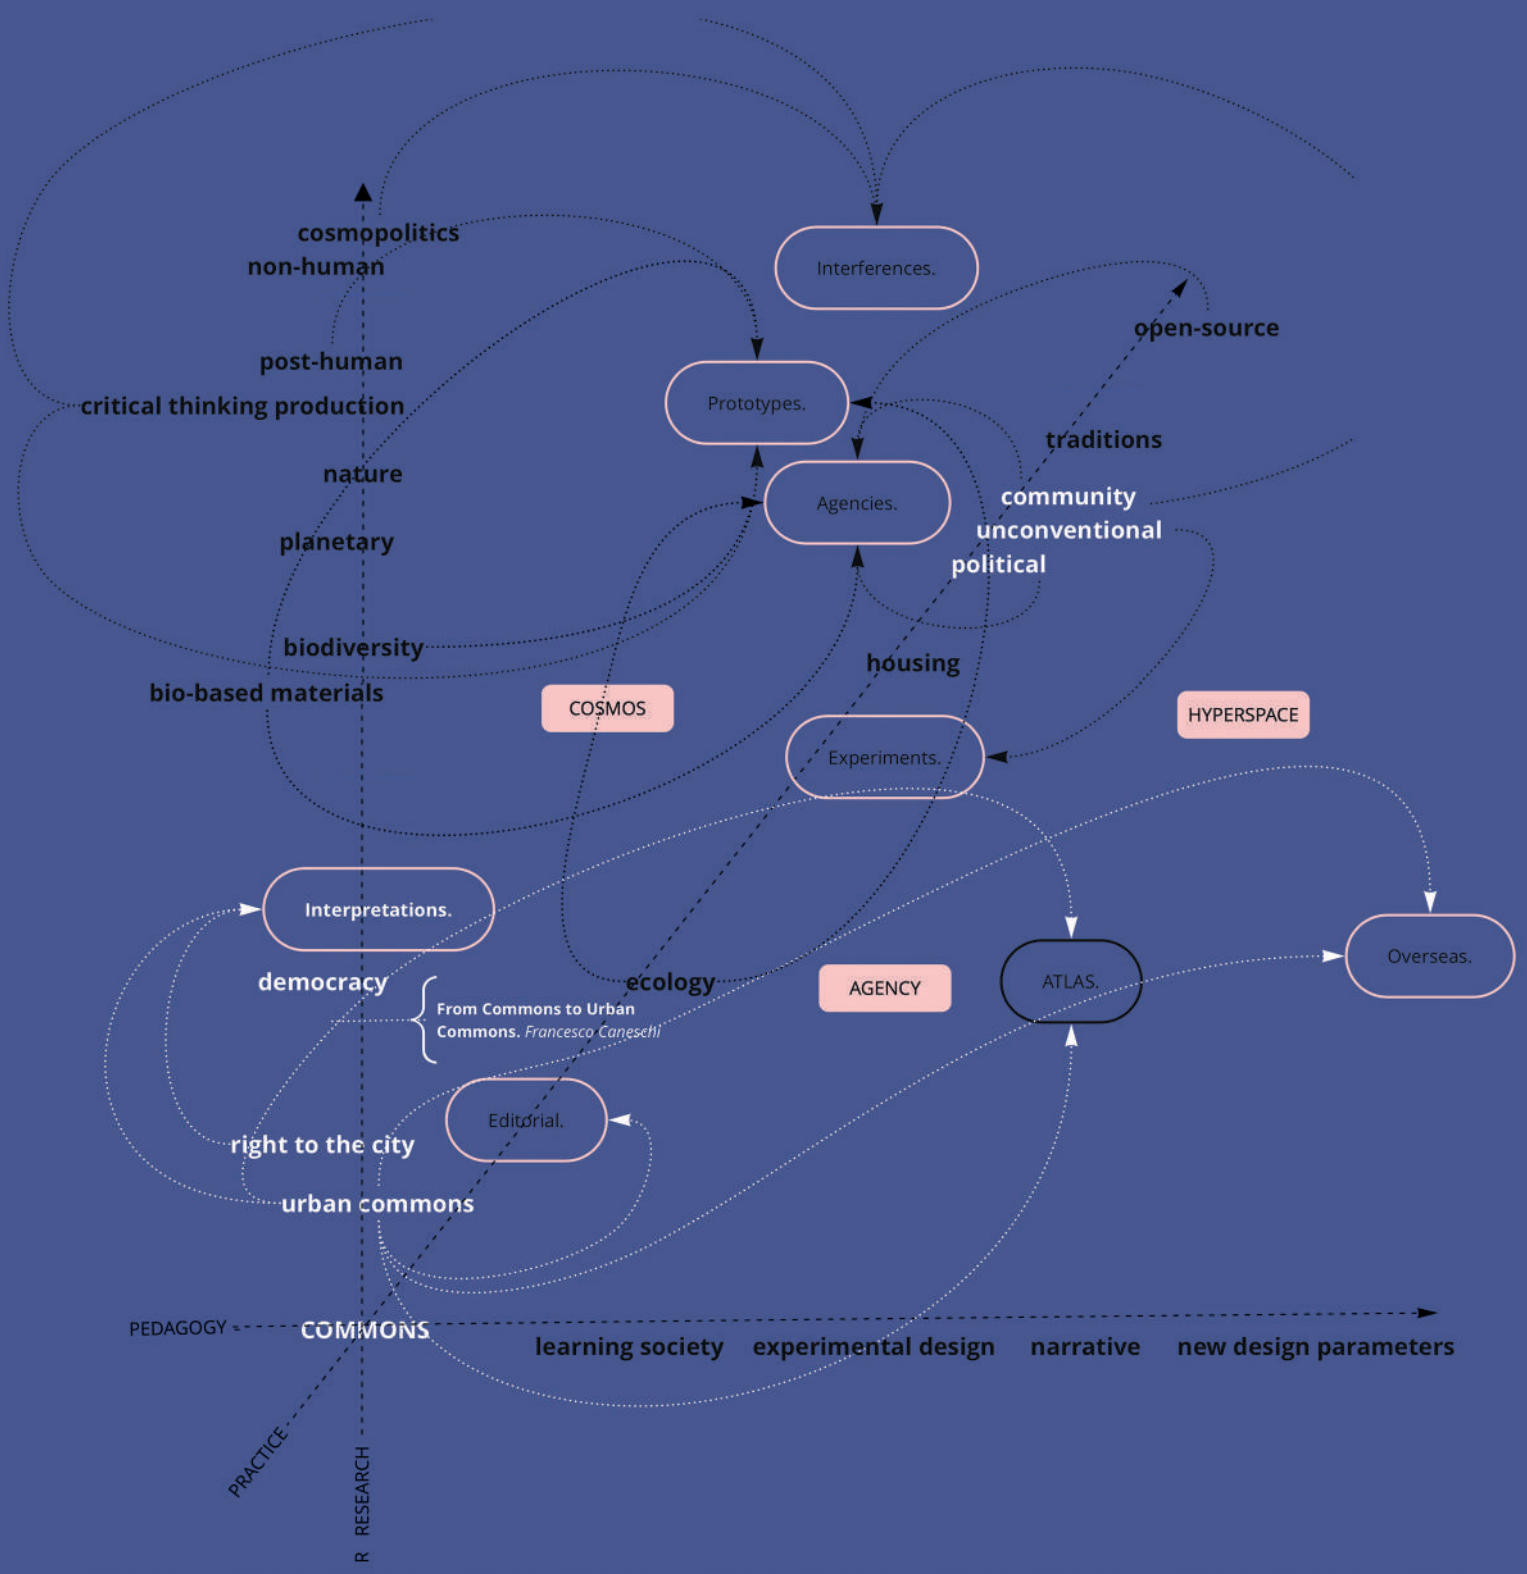 cosmopolitics
non-human
Interferences.
open-source
post-human
critical thinking production
Prototypes.
traditions
nature
community
Agencies.
unconventional
planetary
political
biodiversity
housing
bio-based materials
COSMOS
HYPERSPACE
Experiments.
Interpretations.
Overseas.
democracy
ecology
ATLAS.
AGENCY
From Commons to Urban
Commons. Francesco Caneschi
Editorial.
right to the city
urban commons
PEDAGOGY
COMMONS
learning society
experimental design
narrative
new design parameters
PRACTICE
R RESEARCH